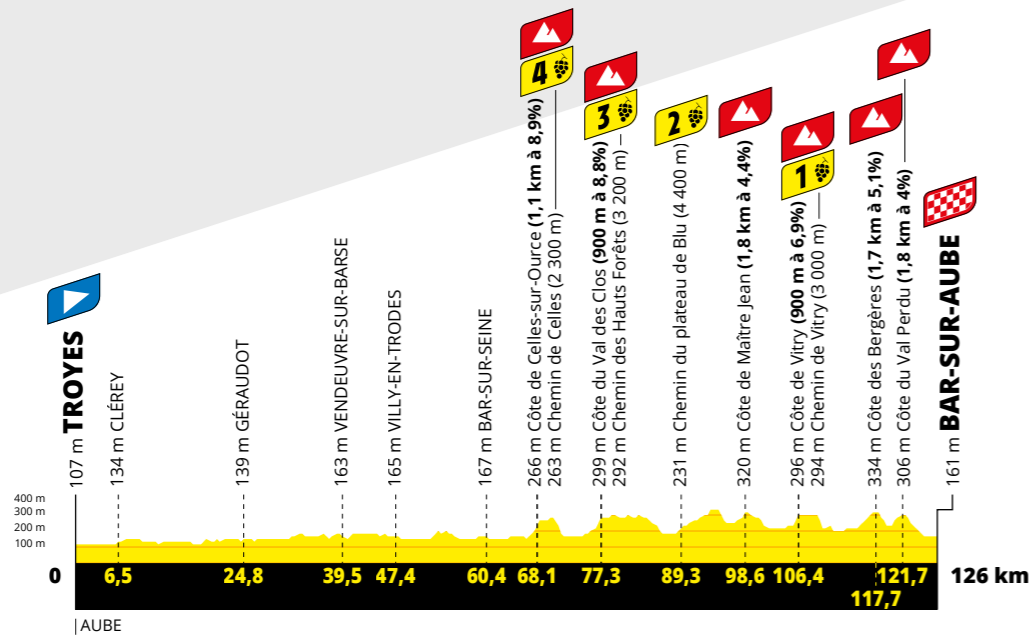 4
3
2
1
107 m TROYES
134 m CLÉREY
139 m GÉRAUDOT
163 m VENDEUVRE-SUR-BARSE
165 m VILLY-EN-TRODES
167 m BAR-SUR-SEINE
266 m Côte de Celles-sur-Ource (1,1 km à 8,9%)
263 m Chemin de Celles (2 300 m)
299 m Côte du Val des Clos (900 m à 8,8%)
292 m Chemin des Hauts Forêts (3 200 m)
231 m Chemin du plateau de Blu (4 400 m)
320 m Côte de Maître Jean (1,8 km à 4,4%)
296 m Côte de Vitry (900 m à 6,9%)
294 m Chemin de Vitry (3 000 m)
334 m Côte des Bergères (1,7 km à 5,1%)
306 m Côte du Val Perdu (1,8 km à 4%)
161 m BAR-SUR-AUBE
400 m
300 m
200 m
100 m
0 6,5 24,8 39,5 47,4 60,4 68,1 77,3 89,3 98,6 106,4 121,7 126 km
117,7
AUBE